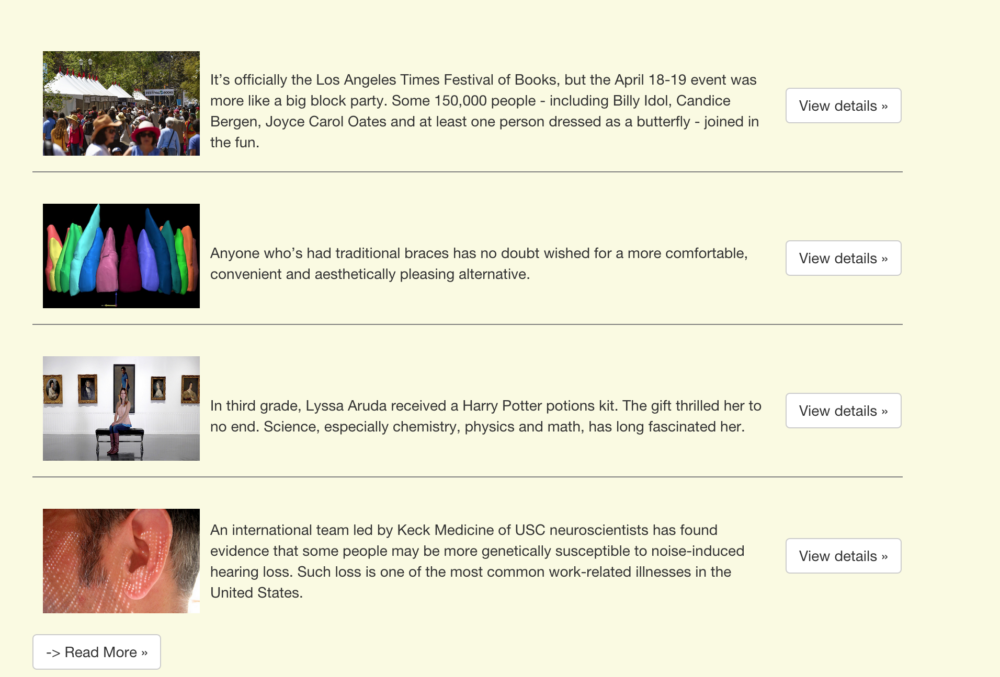 FESTIVAL OF BOOKS
It’s officially the Los Angeles Times Festival of Books, but the April 18-19 event was
more like a big block party. Some 150,000 people - including Billy Idol, Candice
Bergen, Joyce Carol Oates and at least one person dressed as a butterfly - joined in
the fun.
View details »
Anyone who’s had traditional braces has no doubt wished for a more comfortable,
convenient and aesthetically pleasing alternative.
View details »
In third grade, Lyssa Aruda received a Harry Potter potions kit. The gift thrilled her to
no end. Science, especially chemistry, physics and math, has long fascinated her.
View details »
An international team led by Keck Medicine of USC neuroscientists has found
evidence that some people may be more genetically susceptible to noise-induced
hearing loss. Such loss is one of the most common work-related illnesses in the
United States.
View details »
-> Read More »